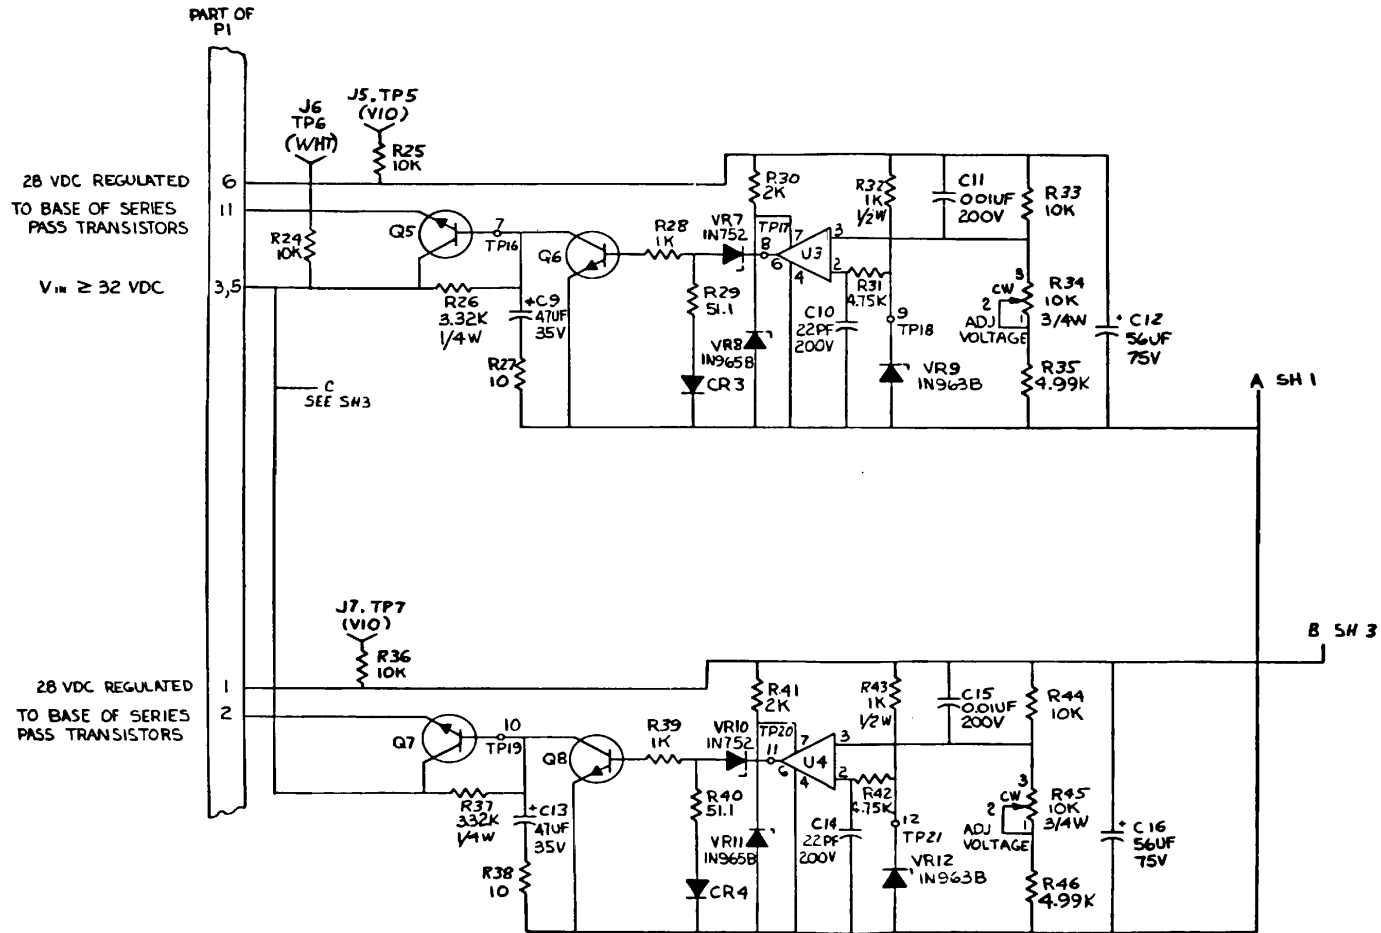 PART OF
P1
J6
TP6
(WHT)
J5, TP5
(VIO)
R25
10K
28 VDC REGULATED
6
TO BASE OF SERIES
PASS TRANSISTORS
11
R24
10K
Q5
7
TP16
Q6
R28
1K
VR7
1N752
R30
2K
TP17
8
6
7
4
U3
3
2
R32
1K
1/2W
C11
0.01UF
200V
R33
10K
R31
4.75K
9
TP18
3
CW
2
1
R34
10K
3/4W
ADJ
VOLTAGE
+
C12
56UF
75V
VIN ≥ 32 VDC
3,5
R26
3.32K
1/4W
+
C9
47UF
35V
R29
51.1
C10
22PF
200V
VR8
1N965B
VR9
1N963B
R35
4.99K
R27
10
CR3
C
SEE SH3
A SH 1
J7, TP7
(VIO)
R36
10K
B SH 3
28 VDC REGULATED
1
TO BASE OF SERIES
PASS TRANSISTORS
2
Q7
10
TP19
Q8
R39
1K
VR10
1N752
R41
2K
TP20
11
6
7
4
U4
3
2
R43
1K
1/2W
C15
0.01UF
200V
R44
10K
R42
4.75K
12
TP21
3
CW
2
1
R45
10K
3/4W
ADJ
VOLTAGE
+
C16
56UF
75V
R37
332K
1/4W
+
C13
47UF
35V
R40
51.1
C14
22PF
200V
VR11
1N965B
VR12
1N963B
R46
4.99K
R38
10
CR4